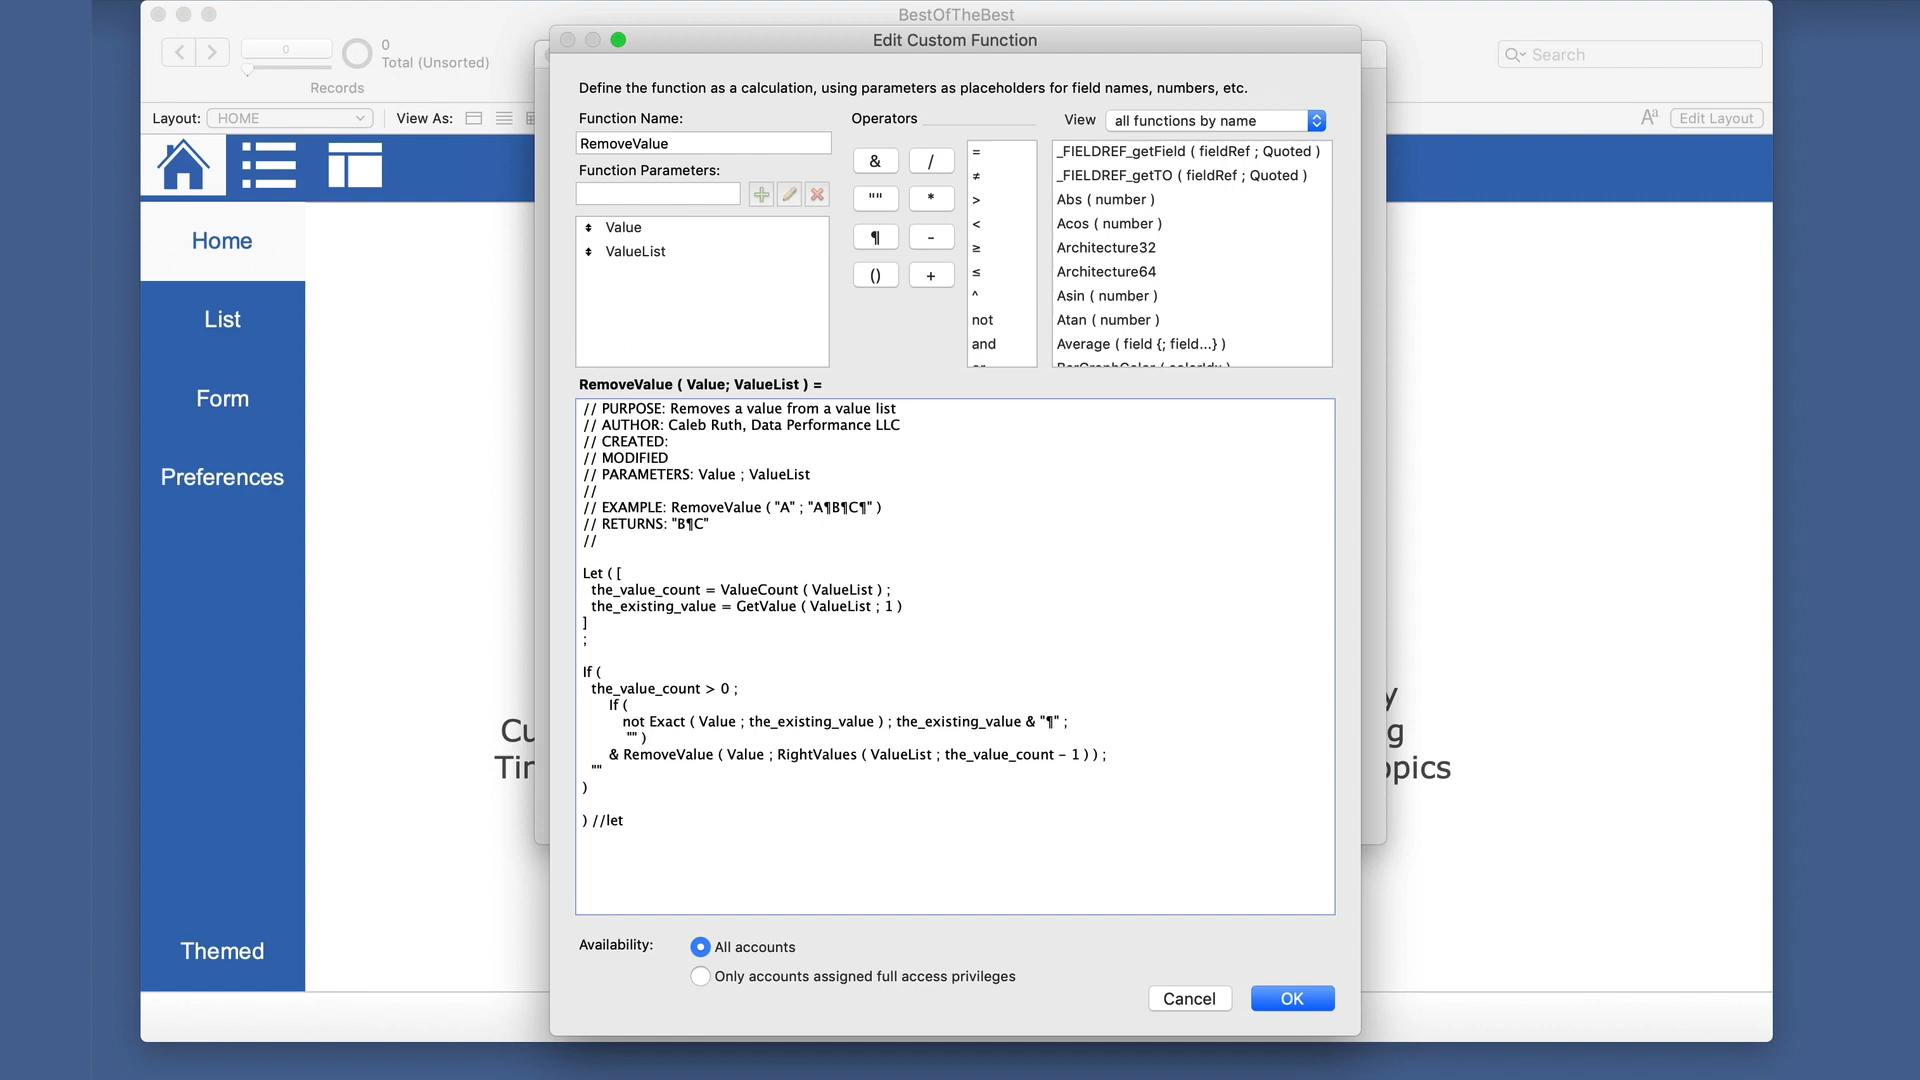 BestOfTheBest
Edit Custom Function
0
0
Total (Unsorted)
Records
Search
Layout: HOME
View As:
Aa
Edit Layout
Home
List
Form
Preferences
Themed
Define the function as a calculation, using parameters as placeholders for field names, numbers, etc.
Function Name:
RemoveValue
Function Parameters:
Value
ValueList
Operators
&
/
""
*
¶
-
()
+
=
≠
>
<
≥
≤
^
not
and
View all functions by name
_FIELDREF_getField ( fieldRef ; Quoted )
_FIELDREF_getTO ( fieldRef ; Quoted )
Abs ( number )
Acos ( number )
Architecture32
Architecture64
Asin ( number )
Atan ( number )
Average ( field {; field...} )
RemoveValue ( Value; ValueList ) =
// PURPOSE: Removes a value from a value list
// AUTHOR: Caleb Ruth, Data Performance LLC
// CREATED:
// MODIFIED
// PARAMETERS: Value ; ValueList
//
// EXAMPLE: RemoveValue ( "A" ; "A¶B¶C¶" )
// RETURNS: "B¶C"
//
Let ( [
the_value_count = ValueCount ( ValueList ) ;
the_existing_value = GetValue ( ValueList ; 1 )
]
;
If (
the_value_count > 0 ;
If (
not Exact ( Value ; the_existing_value ) ; the_existing_value & "¶" ;
"" )
& RemoveValue ( Value ; RightValues ( ValueList ; the_value_count - 1 ) ) ;
""
)
) //let
Availability:
All accounts
Only accounts assigned full access privileges
Cancel
OK